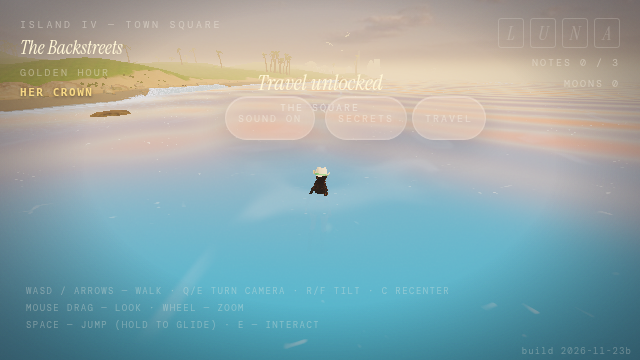 ISLAND IV — TOWN SQUARE
The Backstreets
GOLDEN HOUR
HER CROWN
LUNA
NOTES 0 / 3
MOONS 0
Travel unlocked
THE SQUARE
SOUND ON
SECRETS
TRAVEL
WASD / ARROWS — WALK · Q/E TURN CAMERA · R/F TILT · C RECENTER
MOUSE DRAG — LOOK · WHEEL — ZOOM
SPACE — JUMP (HOLD TO GLIDE) · E — INTERACT
build 2026-11-23b